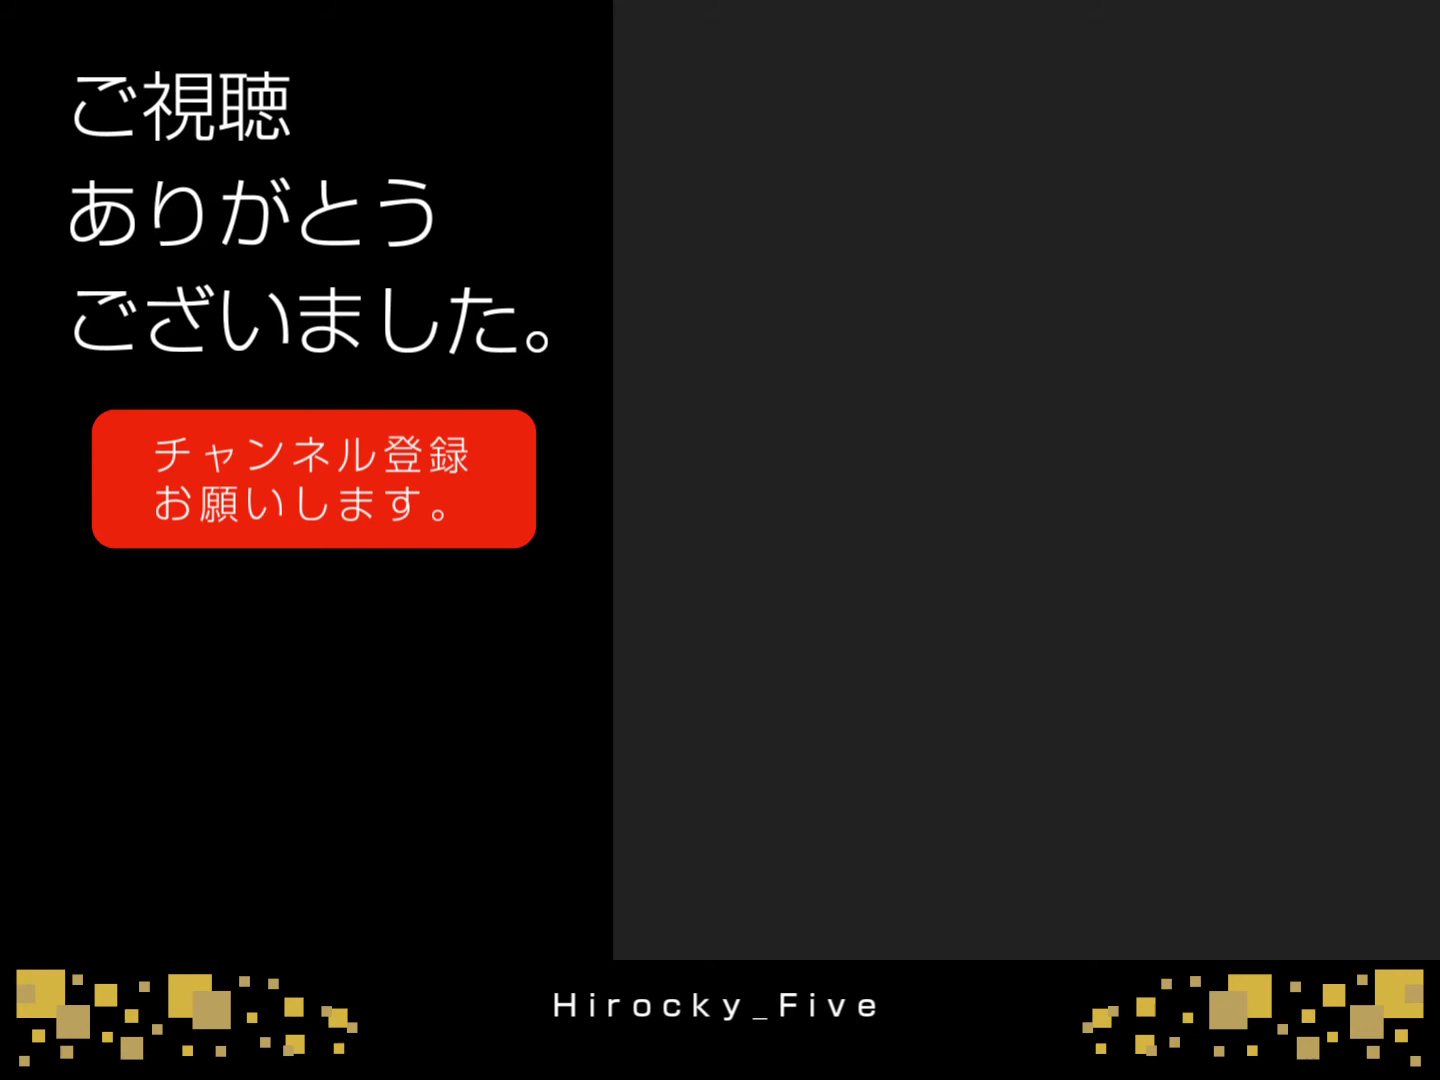 ご視聴
ありがとう
ございました。
チャンネル登録
お願いします。
Hirocky_Five